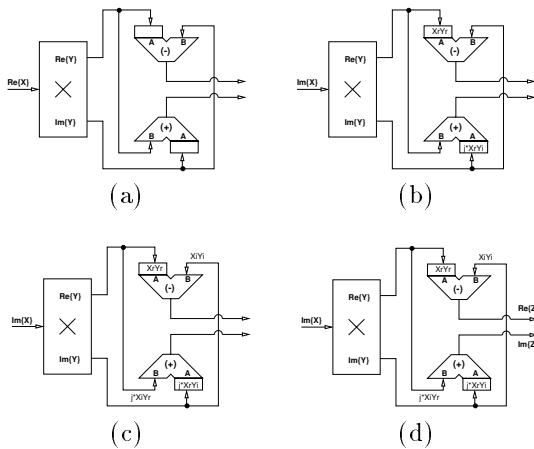 A B
(-)
Re{Y}
Re{X}
Im{Y}
(+)
B A
(a)
XrYr
A B
(-)
Re{Y}
Im{X}
Im{Y}
(+)
B A
j*XrYi
(b)
XiYi
XrYr
A B
(-)
Re{Y}
Im{X}
Im{Y}
(+)
B A
j*XrYi
j*XiYr
(c)
XiYi
XrYr
A B
(-)
Re{Y}
Re{Z
Im{X}
Im{Z
Im{Y}
(+)
B A
j*XrYi
j*XiYr
(d)